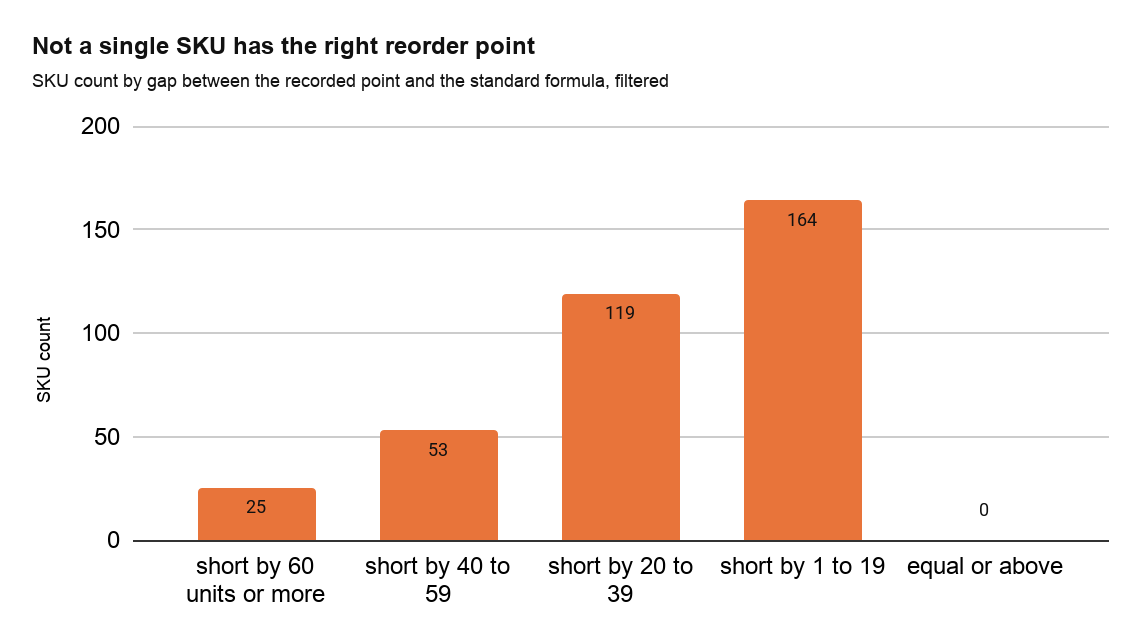 Not a single SKU has the right reorder point
SKU count by gap between the recorded point and the standard formula, filtered
200
150
100
50
0
SKU count
25
53
119
164
0
short by 60
units or more
short by 40 to
59
short by 20 to
39
short by 1 to 19
equal or above